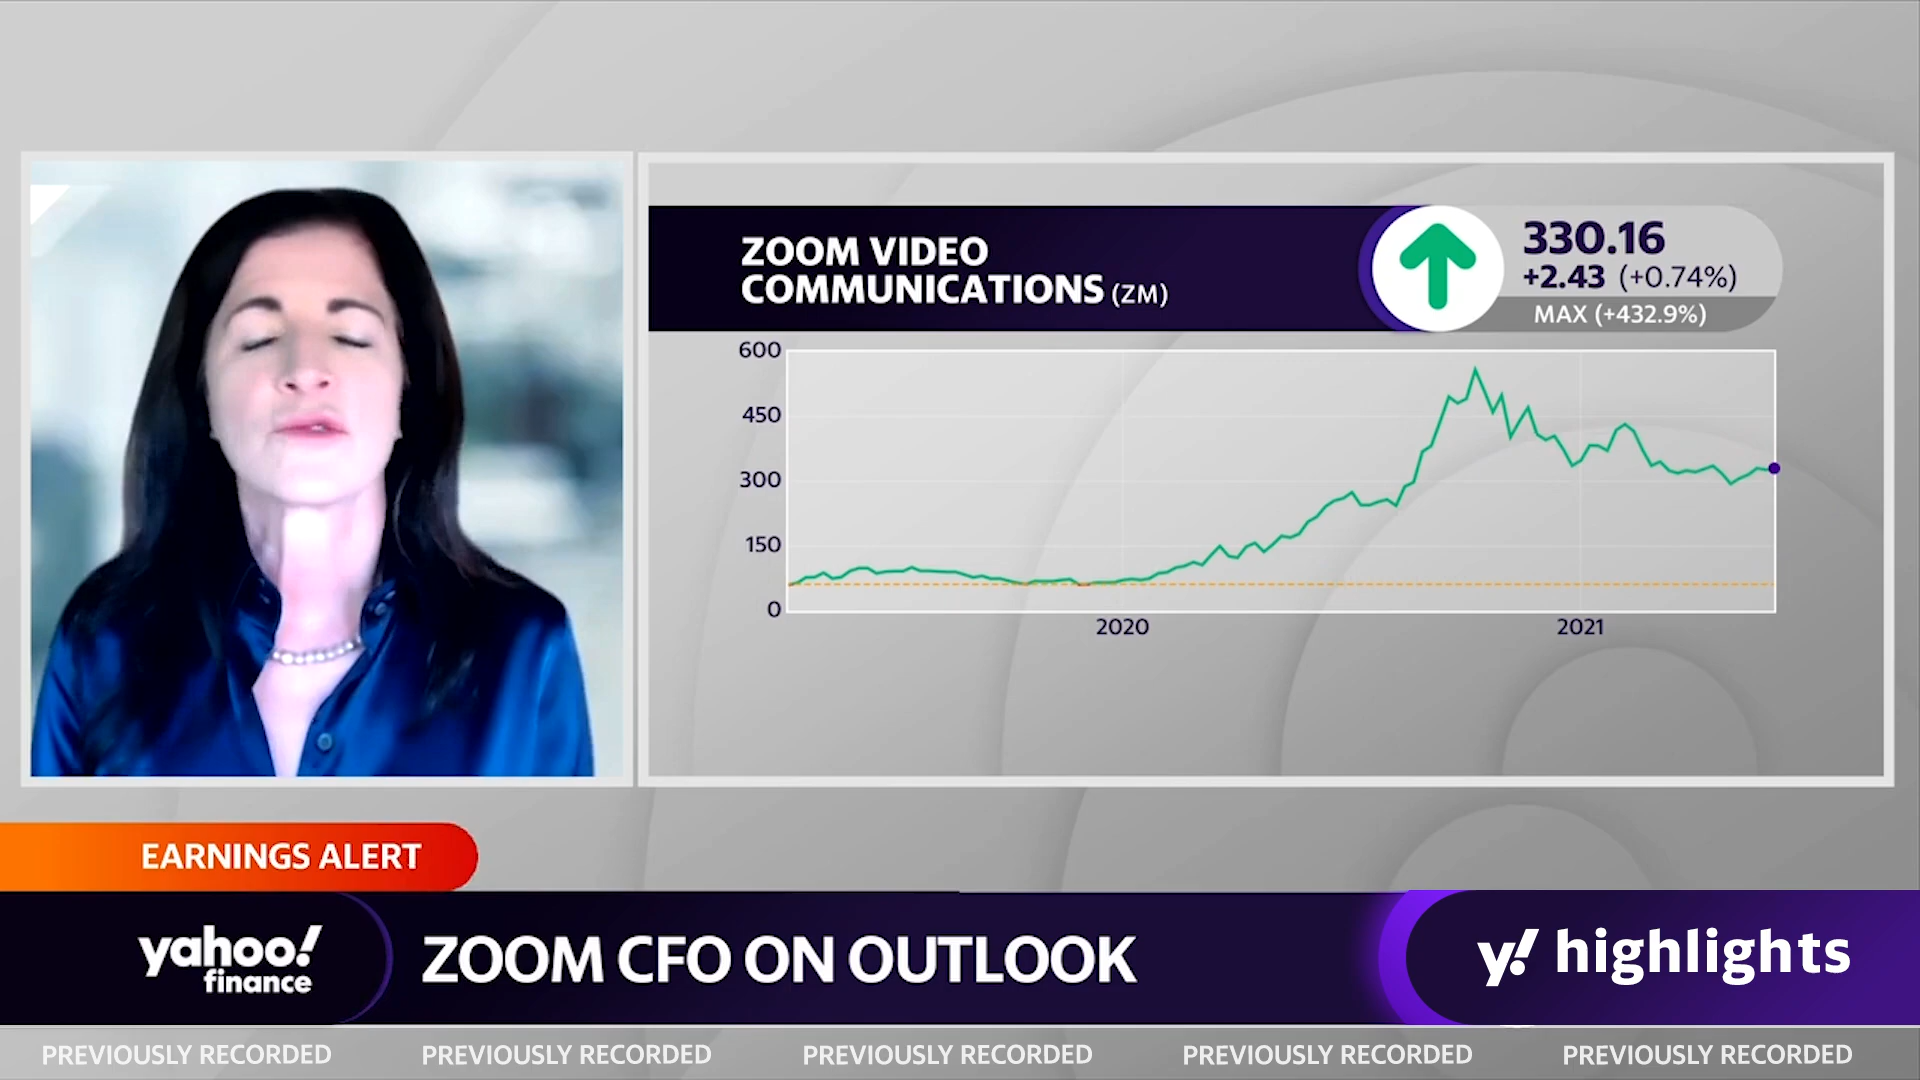 ZOOM VIDEO
COMMUNICATIONS (ZM)
330.16
+2.43 (+0.74%)
MAX (+432.9%)
600
450
300
150
0
2020
2021
EARNINGS ALERT
yahoo!
finance
ZOOM CFO ON OUTLOOK
y! highlights
PREVIOUSLY RECORDED PREVIOUSLY RECORDED PREVIOUSLY RECORDED PREVIOUSLY RECORDED PREVIOUSLY RECORDED